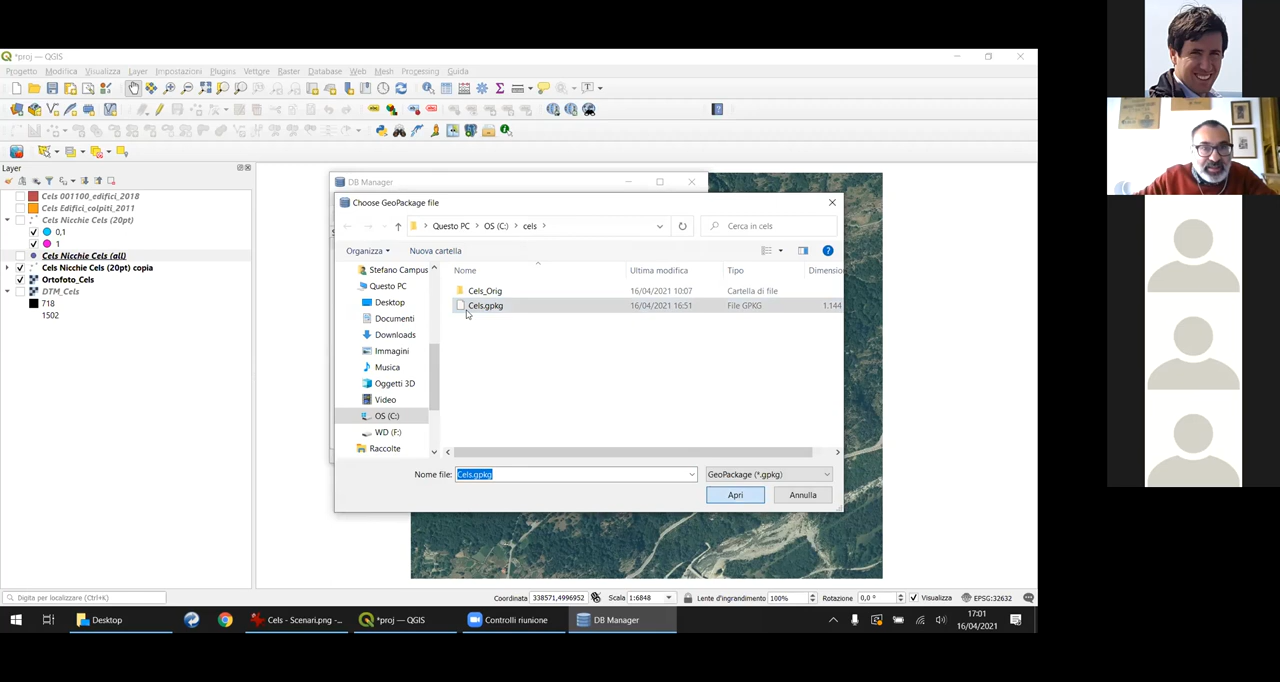 *proj — QGIS
Progetto Modifica Visualizza Layer Impostazioni Plugins Vettore Raster Database Web Mesh Processing Guida
Layer
Cels 001100_edifici_2018
Cels Edifici_colpiti_2011
Cels Nicchie Cels (20pt)
0,1
1
Cels Nicchie Cels (all)
Cels Nicchie Cels (20pt) copia
Ortofoto_Cels
DTM_Cels
718
1502
DB Manager
Choose GeoPackage file
Questo PC > OS (C:) > cels >
Cerca in cels
Organizza Nuova cartella
Stefano Campus
Questo PC
Desktop
Documenti
Downloads
Immagini
Musica
Oggetti 3D
Video
OS (C:)
WD (F:)
Raccolte
Nome Ultima modifica Tipo Dimensio
Cels_Orig 16/04/2021 10:07 Cartella di file
Cels.gpkg 16/04/2021 16:51 File GPKG 1.144
Nome file: Cels.gpkg GeoPackage (*.gpkg)
Apri Annulla
Digita per localizzare (Ctrl+K)
Coordinata 338571,4996952 Scala 1:6848 Lente d'ingrandimento 100% Rotazione 0,0 ° Visualizza EPSG:32632
Desktop
Cels - Scenari.png -...
*proj — QGIS
Controlli riunione
DB Manager
17:01
16/04/2021